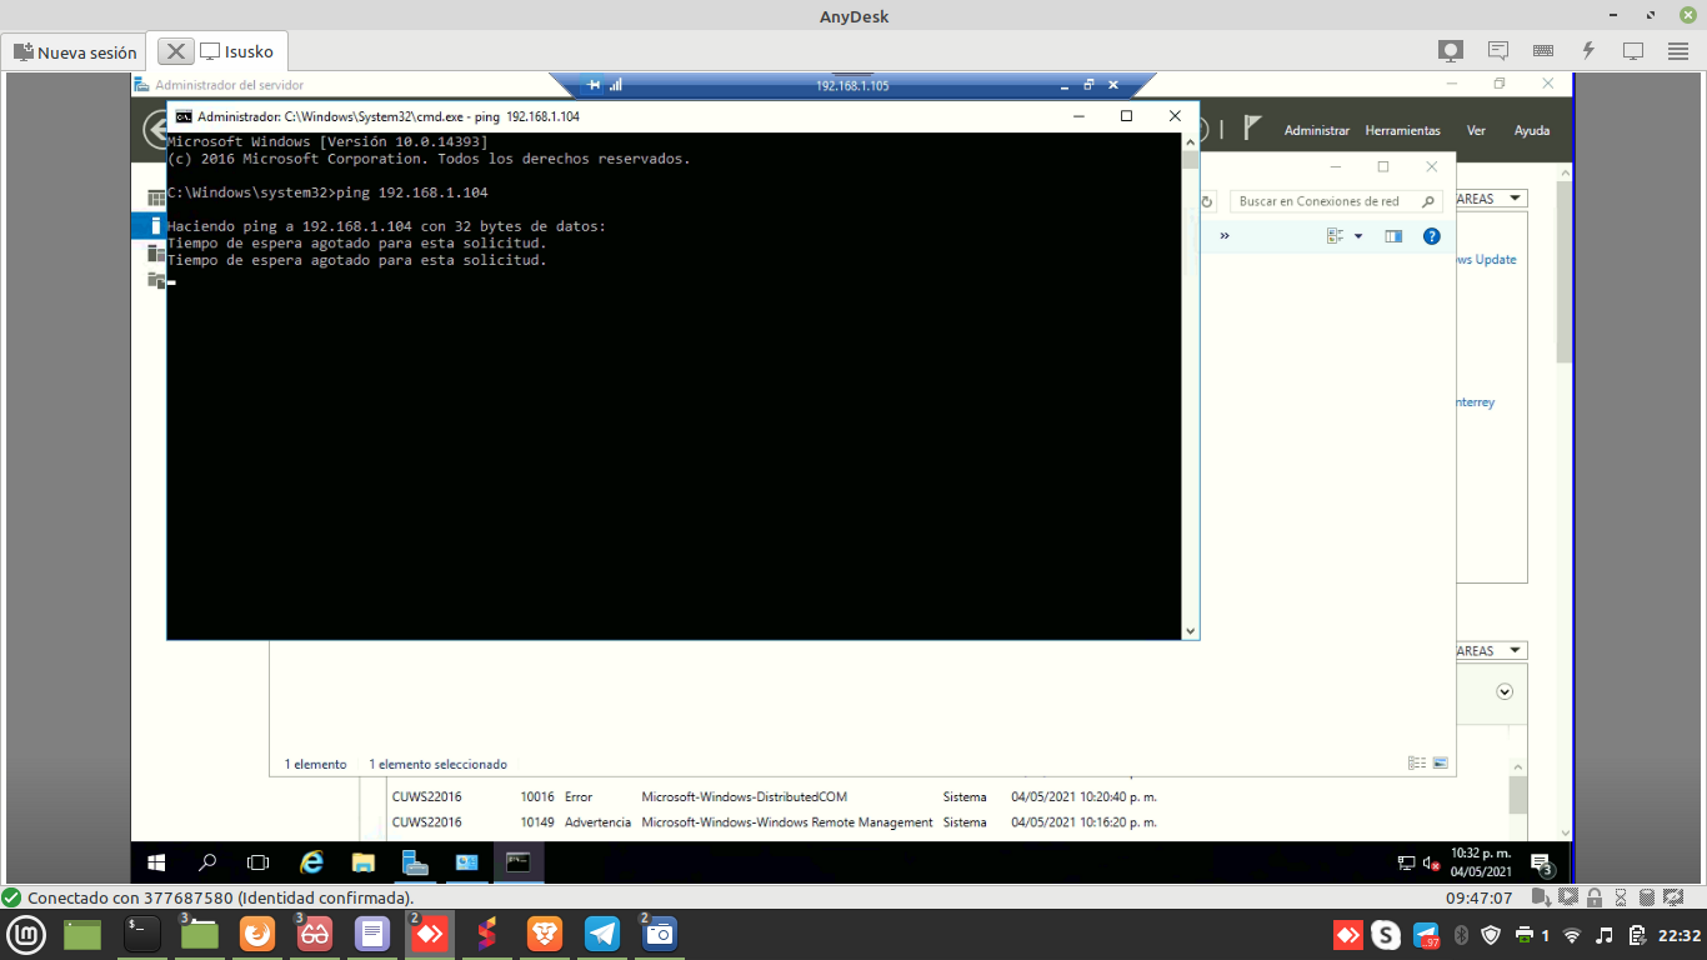 AnyDesk
Nueva sesión
Isusko
Administrador del servidor
192.168.1.105
Administrador: C:\Windows\System32\cmd.exe - ping 192.168.1.104
Administrar Herramientas Ver Ayuda
Microsoft Windows [Versión 10.0.14393]
(c) 2016 Microsoft Corporation. Todos los derechos reservados.
C:\Windows\system32>ping 192.168.1.104
Haciendo ping a 192.168.1.104 con 32 bytes de datos:
Tiempo de espera agotado para esta solicitud.
Tiempo de espera agotado para esta solicitud.
Buscar en Conexiones de red
AREAS
»
ws Update
nterrey
AREAS
1 elemento 1 elemento seleccionado
CUWS22016 10016 Error Microsoft-Windows-DistributedCOM Sistema 04/05/2021 10:20:40 p. m.
CUWS22016 10149 Advertencia Microsoft-Windows-Windows Remote Management Sistema 04/05/2021 10:16:20 p. m.
10:32 p. m.
04/05/2021
3
Conectado con 377687580 (Identidad confirmada).
09:47:07
3
3
2
2
97
1
22:32